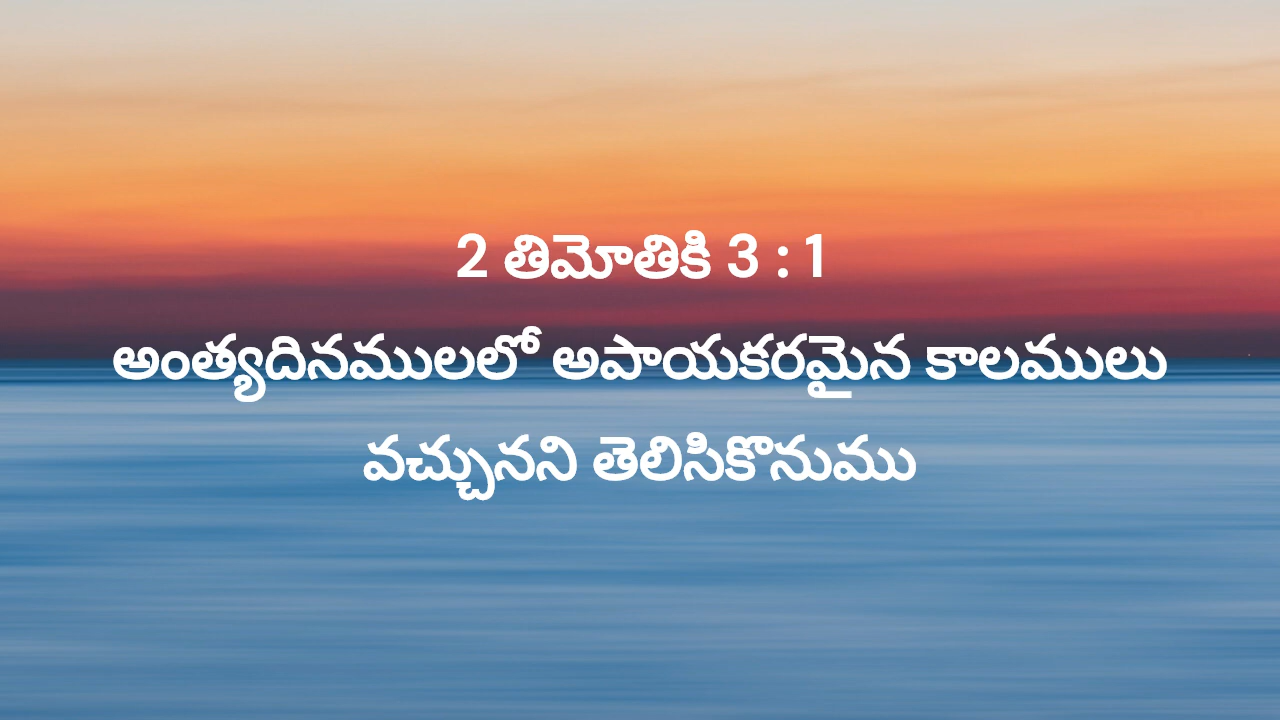 2 తిమోతికి 3 : 1
అంత్యదినములలో అపాయకరమైన కాలములు
వచ్చునని తెలిసికొనుము